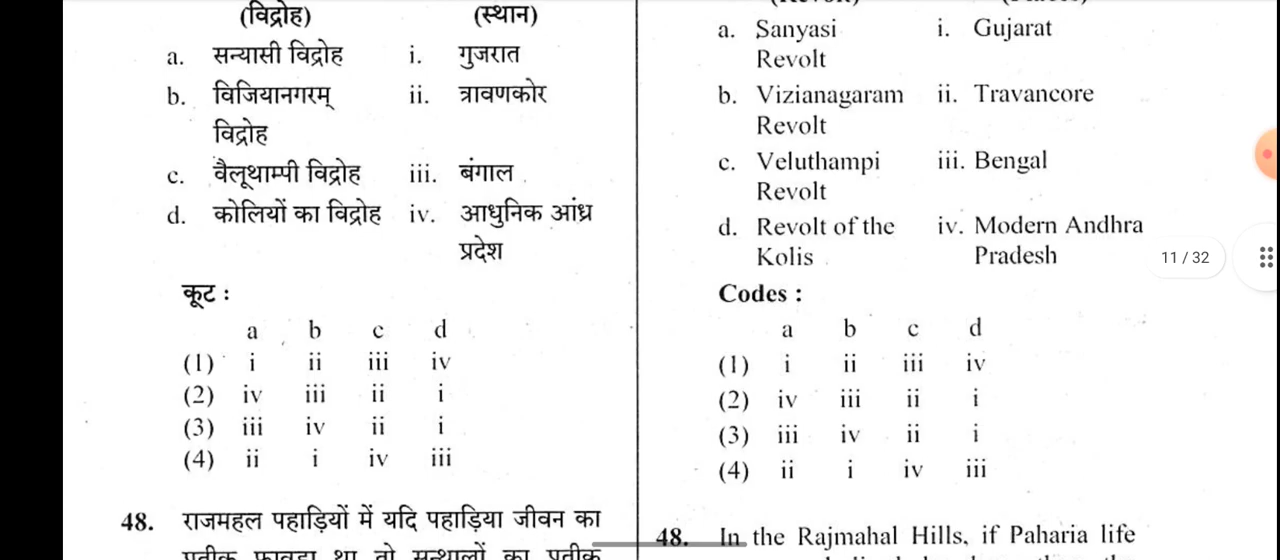 (विद्रोह) (स्थान)
a. सन्यासी विद्रोह i. गुजरात
b. विजियानगरम् ii. त्रावणकोर
विद्रोह
c. वैलूथाम्पी विद्रोह iii. बंगाल
d. कोलियों का विद्रोह iv. आधुनिक आंध्र
प्रदेश
कूट :
a b c d
(1) i ii iii iv
(2) iv iii ii i
(3) iii iv ii i
(4) ii i iv iii
48. राजमहल पहाड़ियों में यदि पहाड़िया जीवन का
a. Sanyasi i. Gujarat
Revolt
b. Vizianagaram ii. Travancore
Revolt
c. Veluthampi iii. Bengal
Revolt
d. Revolt of the iv. Modern Andhra
Kolis Pradesh
Codes :
a b c d
(1) i ii iii iv
(2) iv iii ii i
(3) iii iv ii i
(4) ii i iv iii
48. In the Rajmahal Hills, if Paharia life
11 / 32